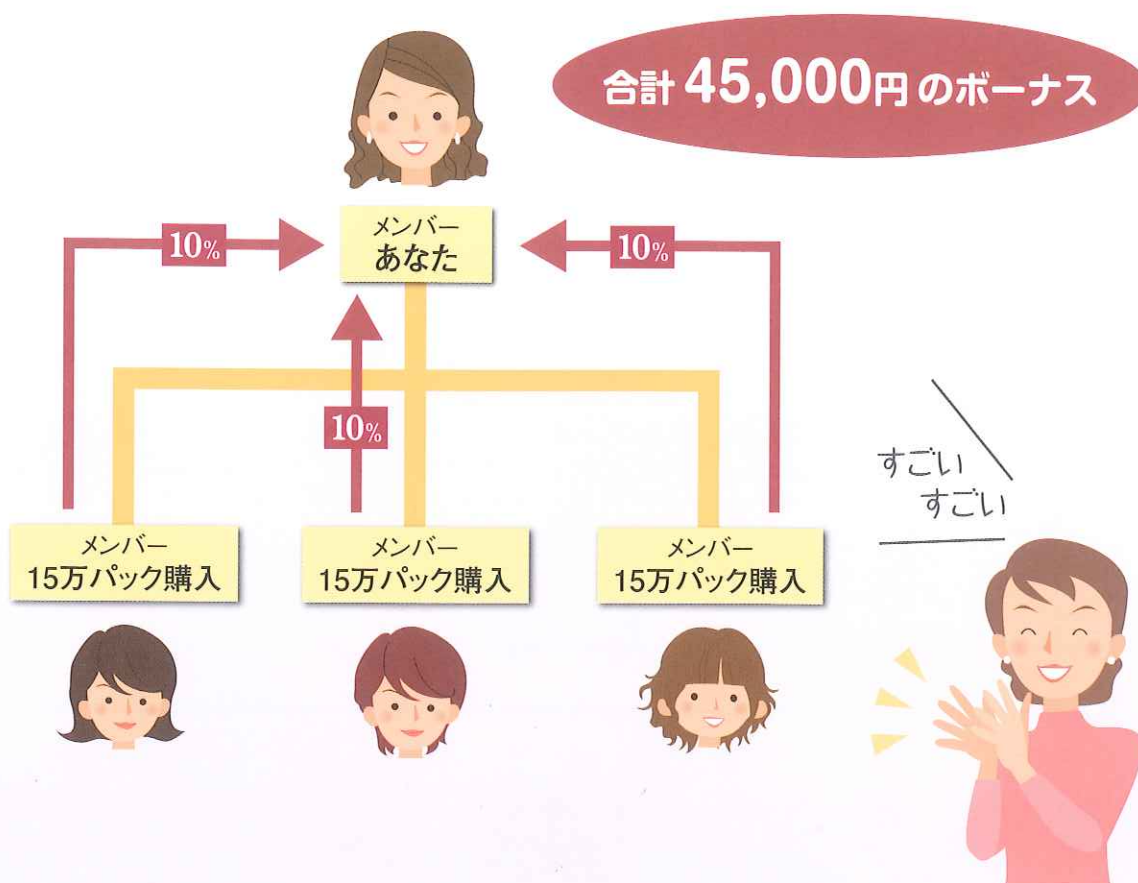 合計 45,000円 のボーナス
メンバー
あなた
10%
10%
10%
メンバー
15万パック購入
メンバー
15万パック購入
メンバー
15万パック購入
すごい
すごい